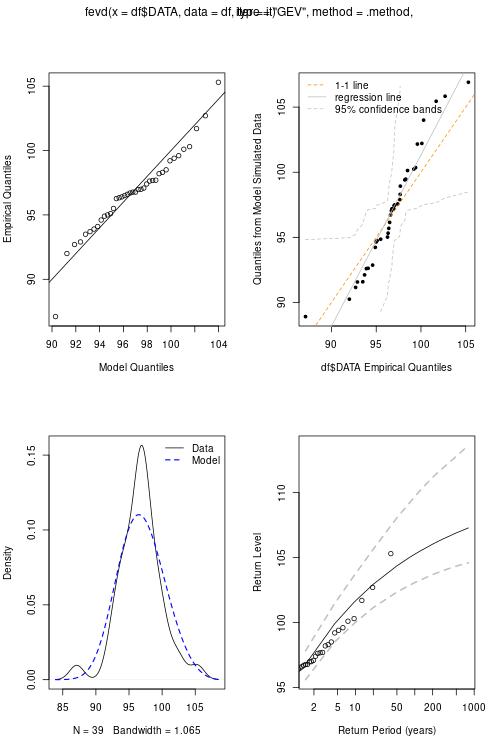 fevd(x = df$DATA, data = df, type = "GEV", method = .method,
90 92 94 96 98 100 104
90 95 100 105
Model Quantiles
Empirical Quantiles
1-1 line
regression line
95% confidence bands
90 95 100 105
90 95 100 105
df$DATA Empirical Quantiles
Quantiles from Model Simulated Data
Data
Model
85 90 95 100 105
0.00 0.05 0.10 0.15
N = 39 Bandwidth = 1.065
Density
2 5 10 50 200 1000
95 100 105 110
Return Period (years)
Return Level